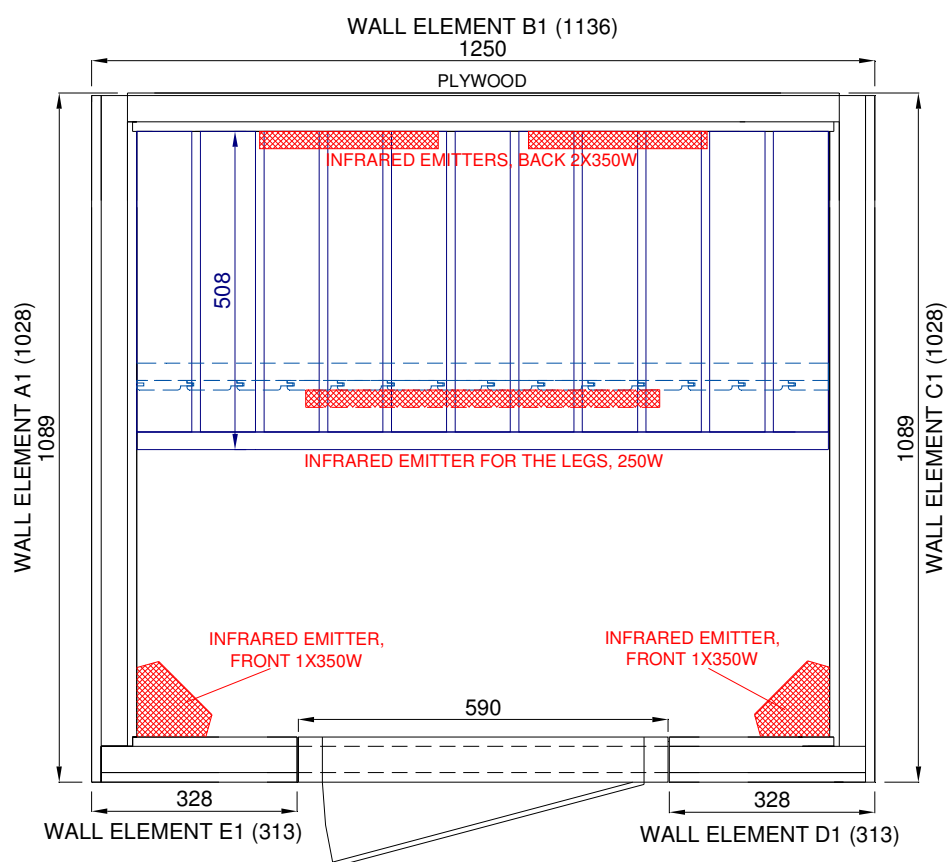 WALL ELEMENT B1 (1136)
1250
PLYWOOD
INFRARED EMITTERS, BACK 2X350W
508
WALL ELEMENT A1 (1028)
1089
1089
WALL ELEMENT C1 (1028)
INFRARED EMITTER FOR THE LEGS, 250W
INFRARED EMITTER,
FRONT 1X350W
INFRARED EMITTER,
FRONT 1X350W
590
328
328
WALL ELEMENT E1 (313)
WALL ELEMENT D1 (313)